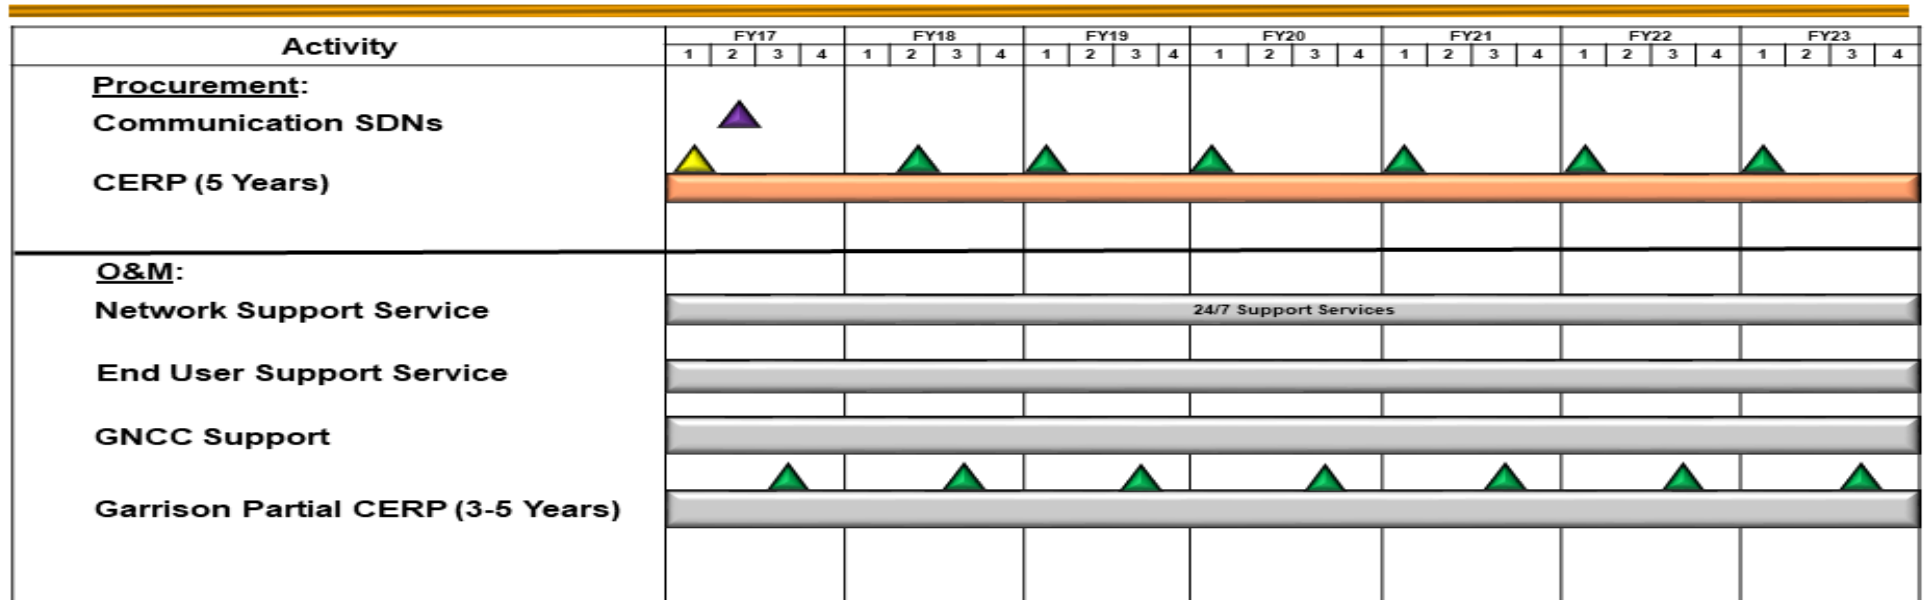 Activity
FY17 FY18 FY19 FY20 FY21 FY22 FY23
1 2 3 4 1 2 3 4 1 2 3 4 1 2 3 4 1 2 3 4 1 2 3 4 1 2 3 4
Procurement:
Communication SDNs
CERP (5 Years)
O&M:
Network Support Service
24/7 Support Services
End User Support Service
GNCC Support
Garrison Partial CERP (3-5 Years)